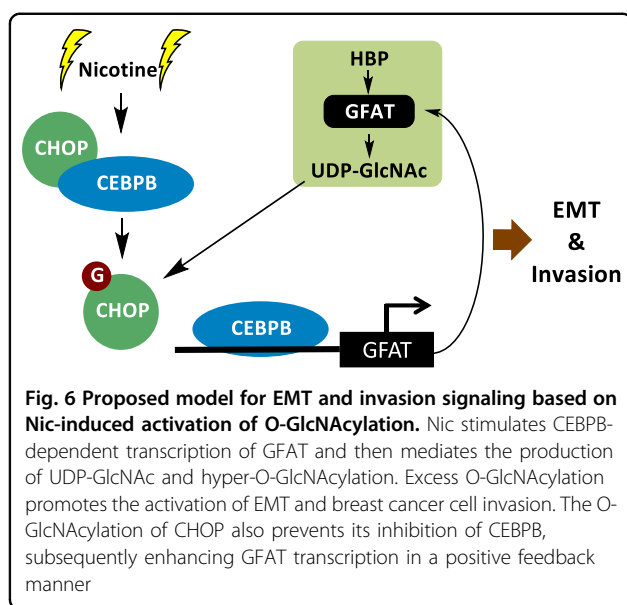 Nicotine
HBP
GFAT
UDP-GlcNAc
CHOP
CEBPB
G
CHOP
CEBPB
GFAT
EMT
&
Invasion
Fig. 6 Proposed model for EMT and invasion signaling based on
Nic-induced activation of O-GlcNAcylation. Nic stimulates CEBPB-
dependent transcription of GFAT and then mediates the production
of UDP-GlcNAc and hyper-O-GlcNAcylation. Excess O-GlcNAcylation
promotes the activation of EMT and breast cancer cell invasion. The O-
GlcNAcylation of CHOP also prevents its inhibition of CEBPB,
subsequently enhancing GFAT transcription in a positive feedback
manner